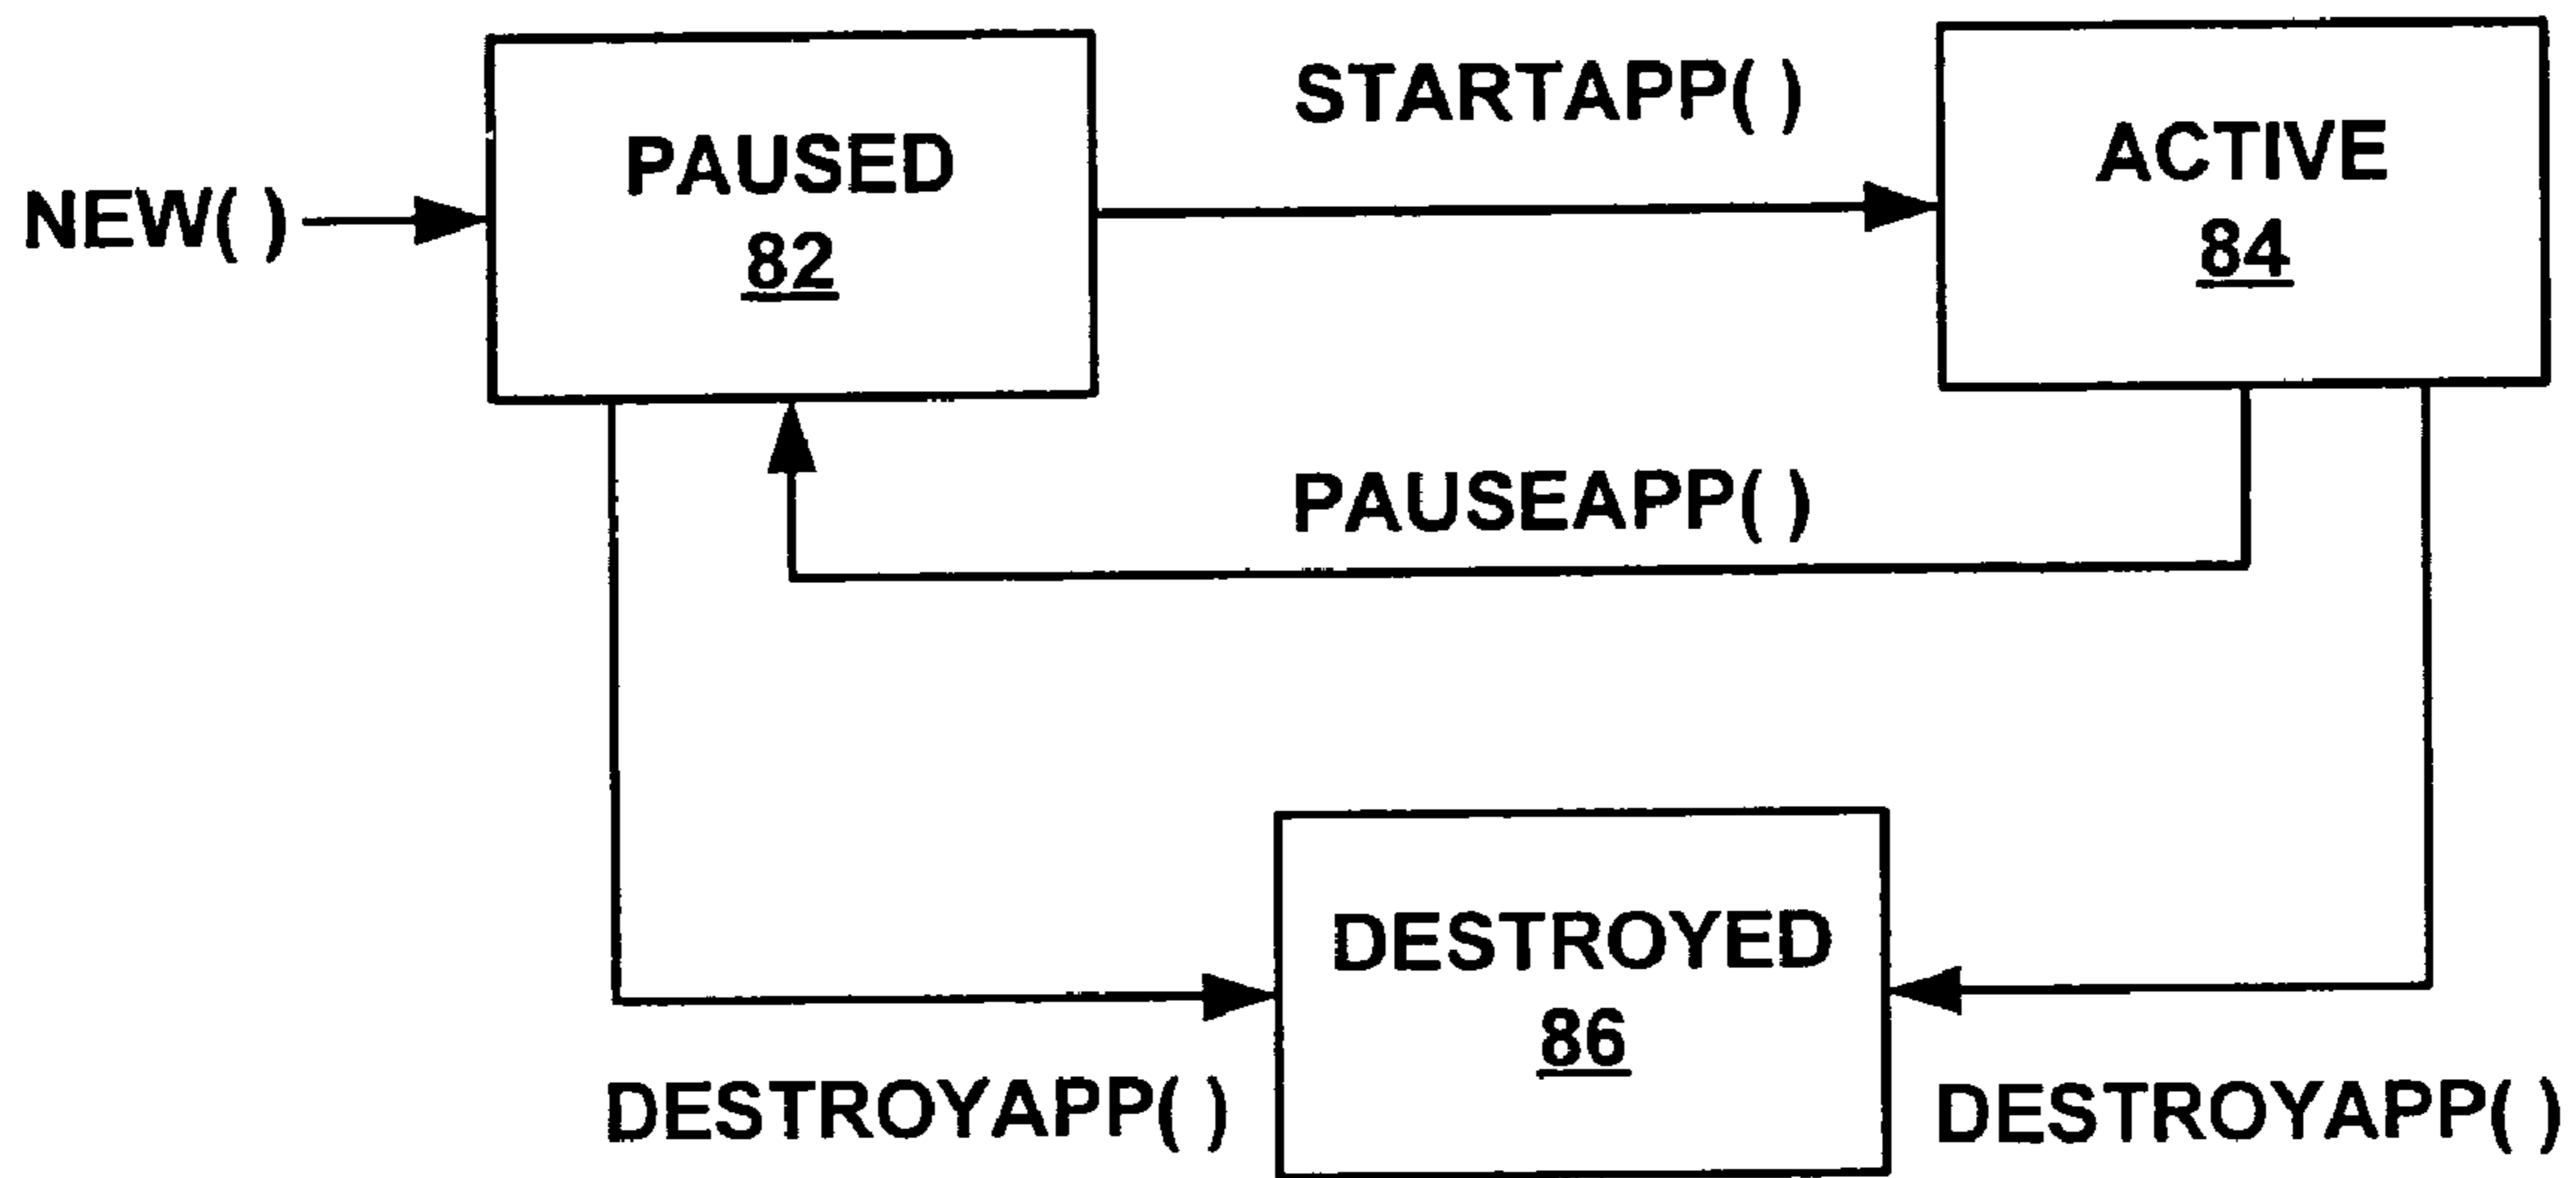 STARTAPP( )
PAUSED
82
ACTIVE
84
NEW( )
PAUSEAPP( )
DESTROYED
86
DESTROYAPP( )
DESTROYAPP( )